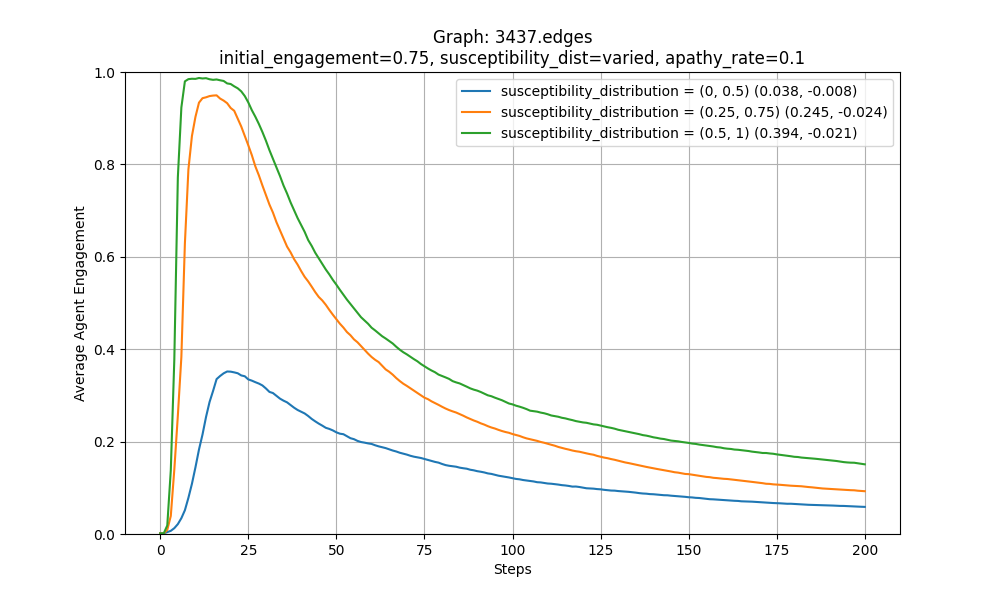 Graph: 3437.edges
initial_engagement=0.75, susceptibility_dist=varied, apathy_rate=0.1
susceptibility_distribution = (0, 0.5) (0.038, -0.008)
susceptibility_distribution = (0.25, 0.75) (0.245, -0.024)
susceptibility_distribution = (0.5, 1) (0.394, -0.021)
Average Agent Engagement
1.0
0.8
0.6
0.4
0.2
0.0
0 25 50 75 100 125 150 175 200
Steps